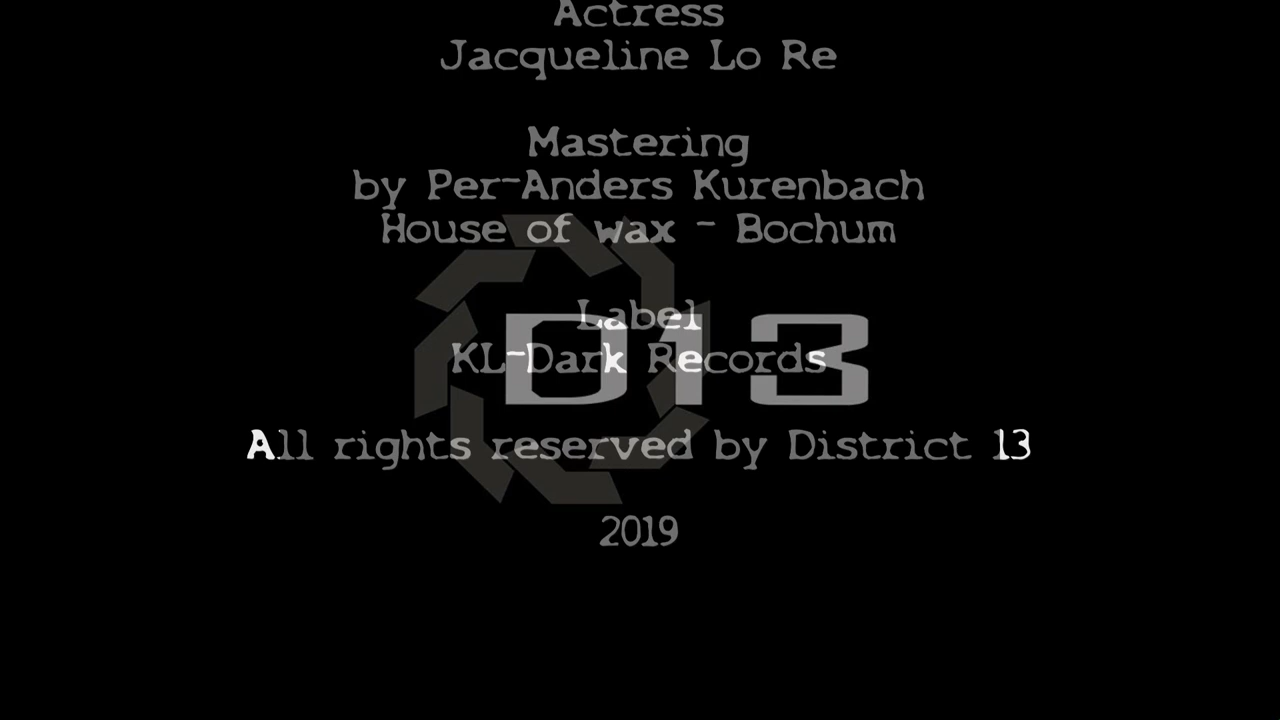 Actress
Jacqueline Lo Re
Mastering
by Per-Anders Kurenbach
House of wax - Bochum
Label
D13
KL-Dark Records
All rights reserved by District 13
2019